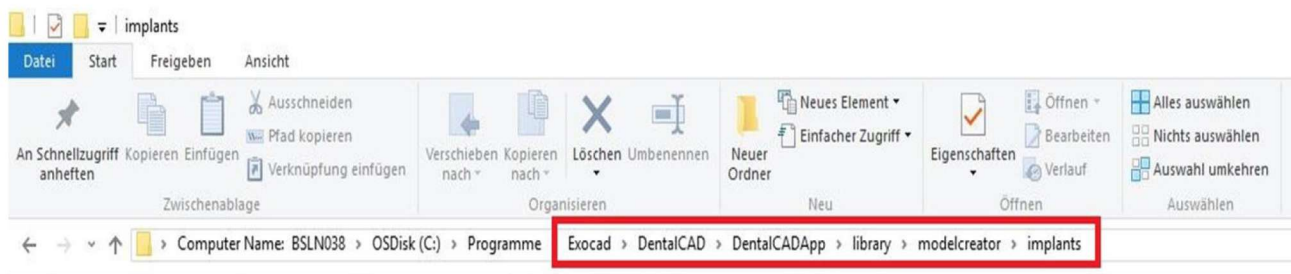 implants
Datei Start Freigeben Ansicht
An Schnellzugriff anheften
Kopieren
Einfügen
Ausschneiden
Pfad kopieren
Verknüpfung einfügen
Zwischenablage
Verschieben nach
Kopieren nach
Löschen
Umbenennen
Organisieren
Neuer Ordner
Neues Element
Einfacher Zugriff
Neu
Eigenschaften
Öffnen
Bearbeiten
Verlauf
Öffnen
Alles auswählen
Nichts auswählen
Auswahl umkehren
Auswählen
Computer Name: BSLN038 > OSDisk (C:) > Programme Exocad > DentalCAD > DentalCADApp > library > modelcreator > implants